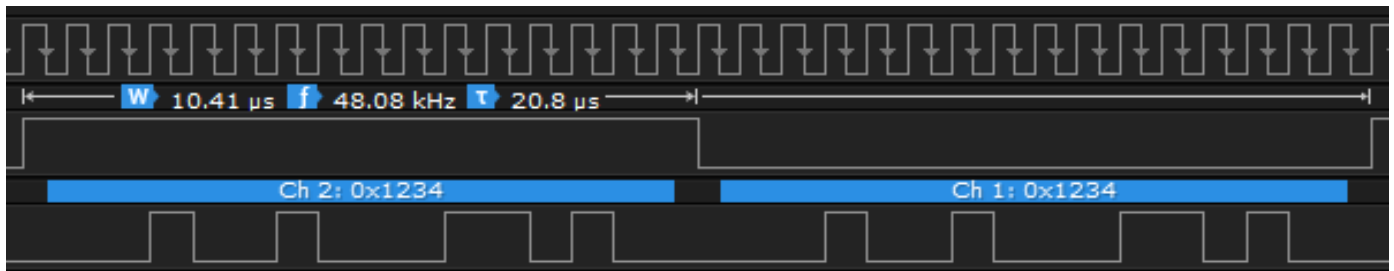 W 10.41 µs f 48.08 kHz τ 20.8 µs
Ch 2: 0x1234 Ch 1: 0x1234